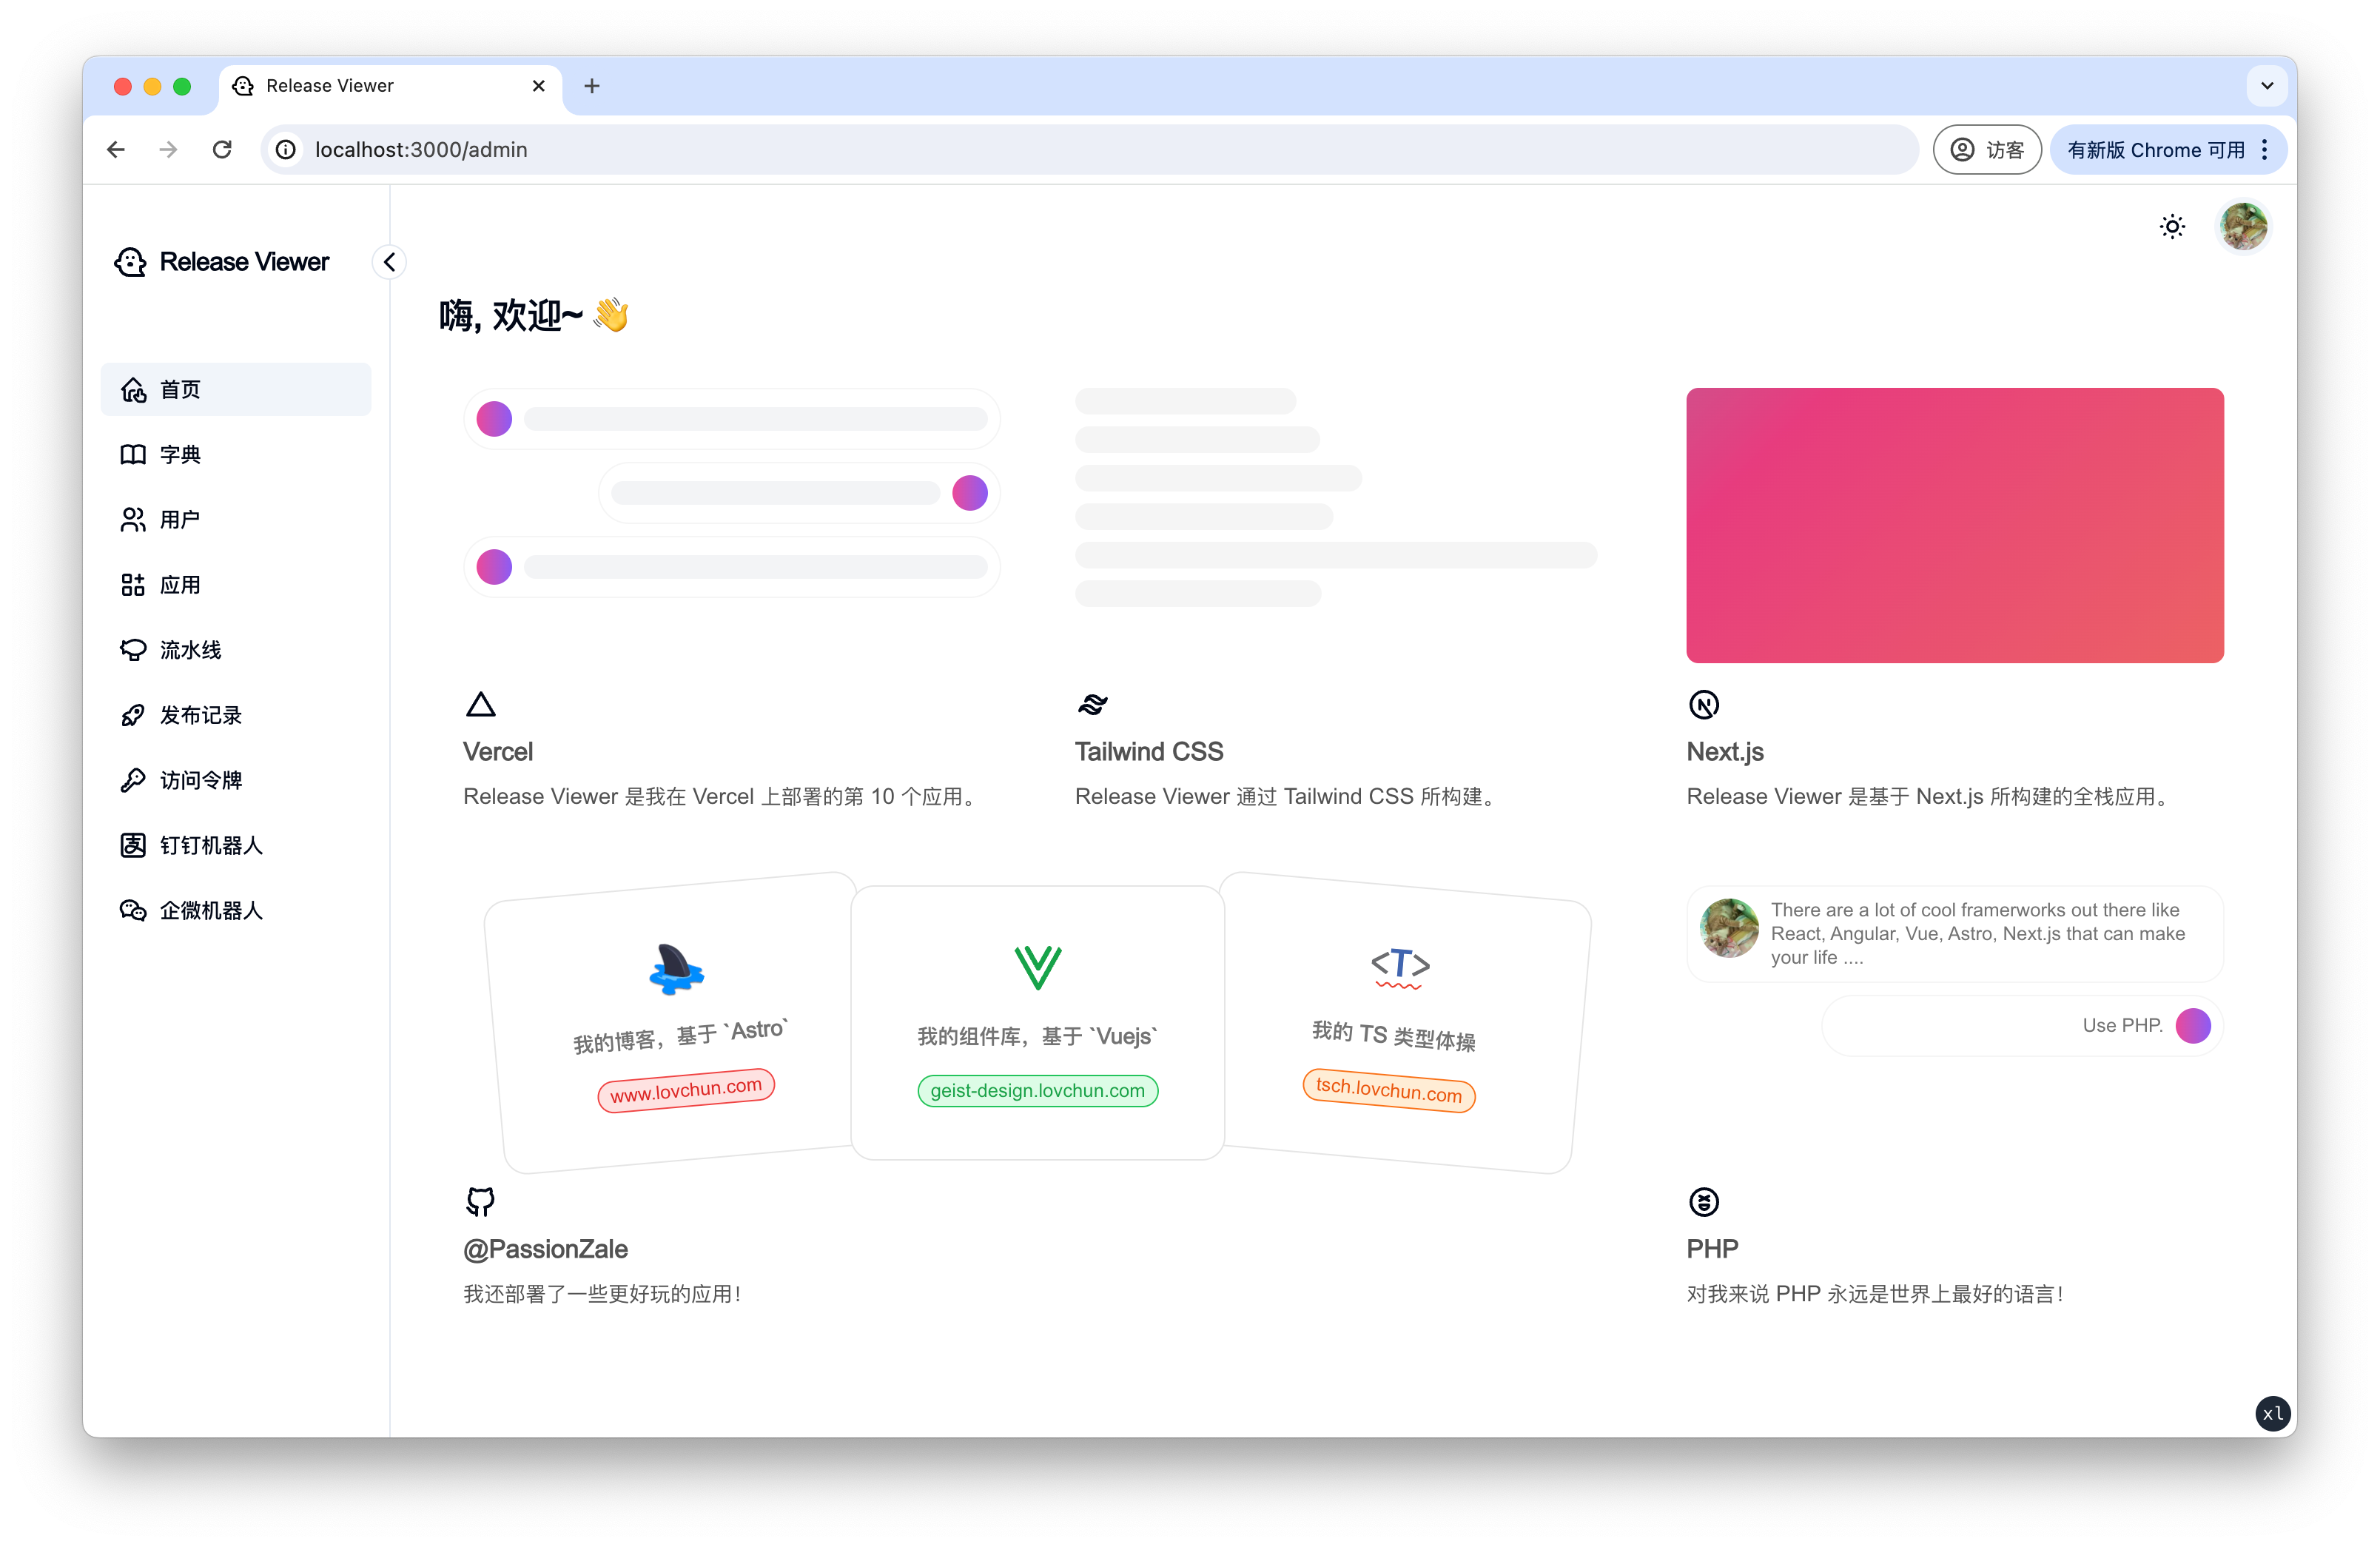 Release Viewer
localhost:3000/admin
访客
有新版 Chrome 可用
Release Viewer
首页
字典
用户
应用
流水线
发布记录
访问令牌
钉钉机器人
企微机器人
嗨, 欢迎~ 👋
Vercel
Release Viewer 是我在 Vercel 上部署的第 10 个应用。
Tailwind CSS
Release Viewer 通过 Tailwind CSS 所构建。
Next.js
Release Viewer 是基于 Next.js 所构建的全栈应用。
我的博客，基于 `Astro`
www.lovchun.com
我的组件库，基于 `Vuejs`
geist-design.lovchun.com
<T>
我的 TS 类型体操
tsch.lovchun.com
There are a lot of cool framerworks out there like
React, Angular, Vue, Astro, Next.js that can make
your life ....
Use PHP.
@PassionZale
我还部署了一些更好玩的应用！
PHP
对我来说 PHP 永远是世界上最好的语言！
xl